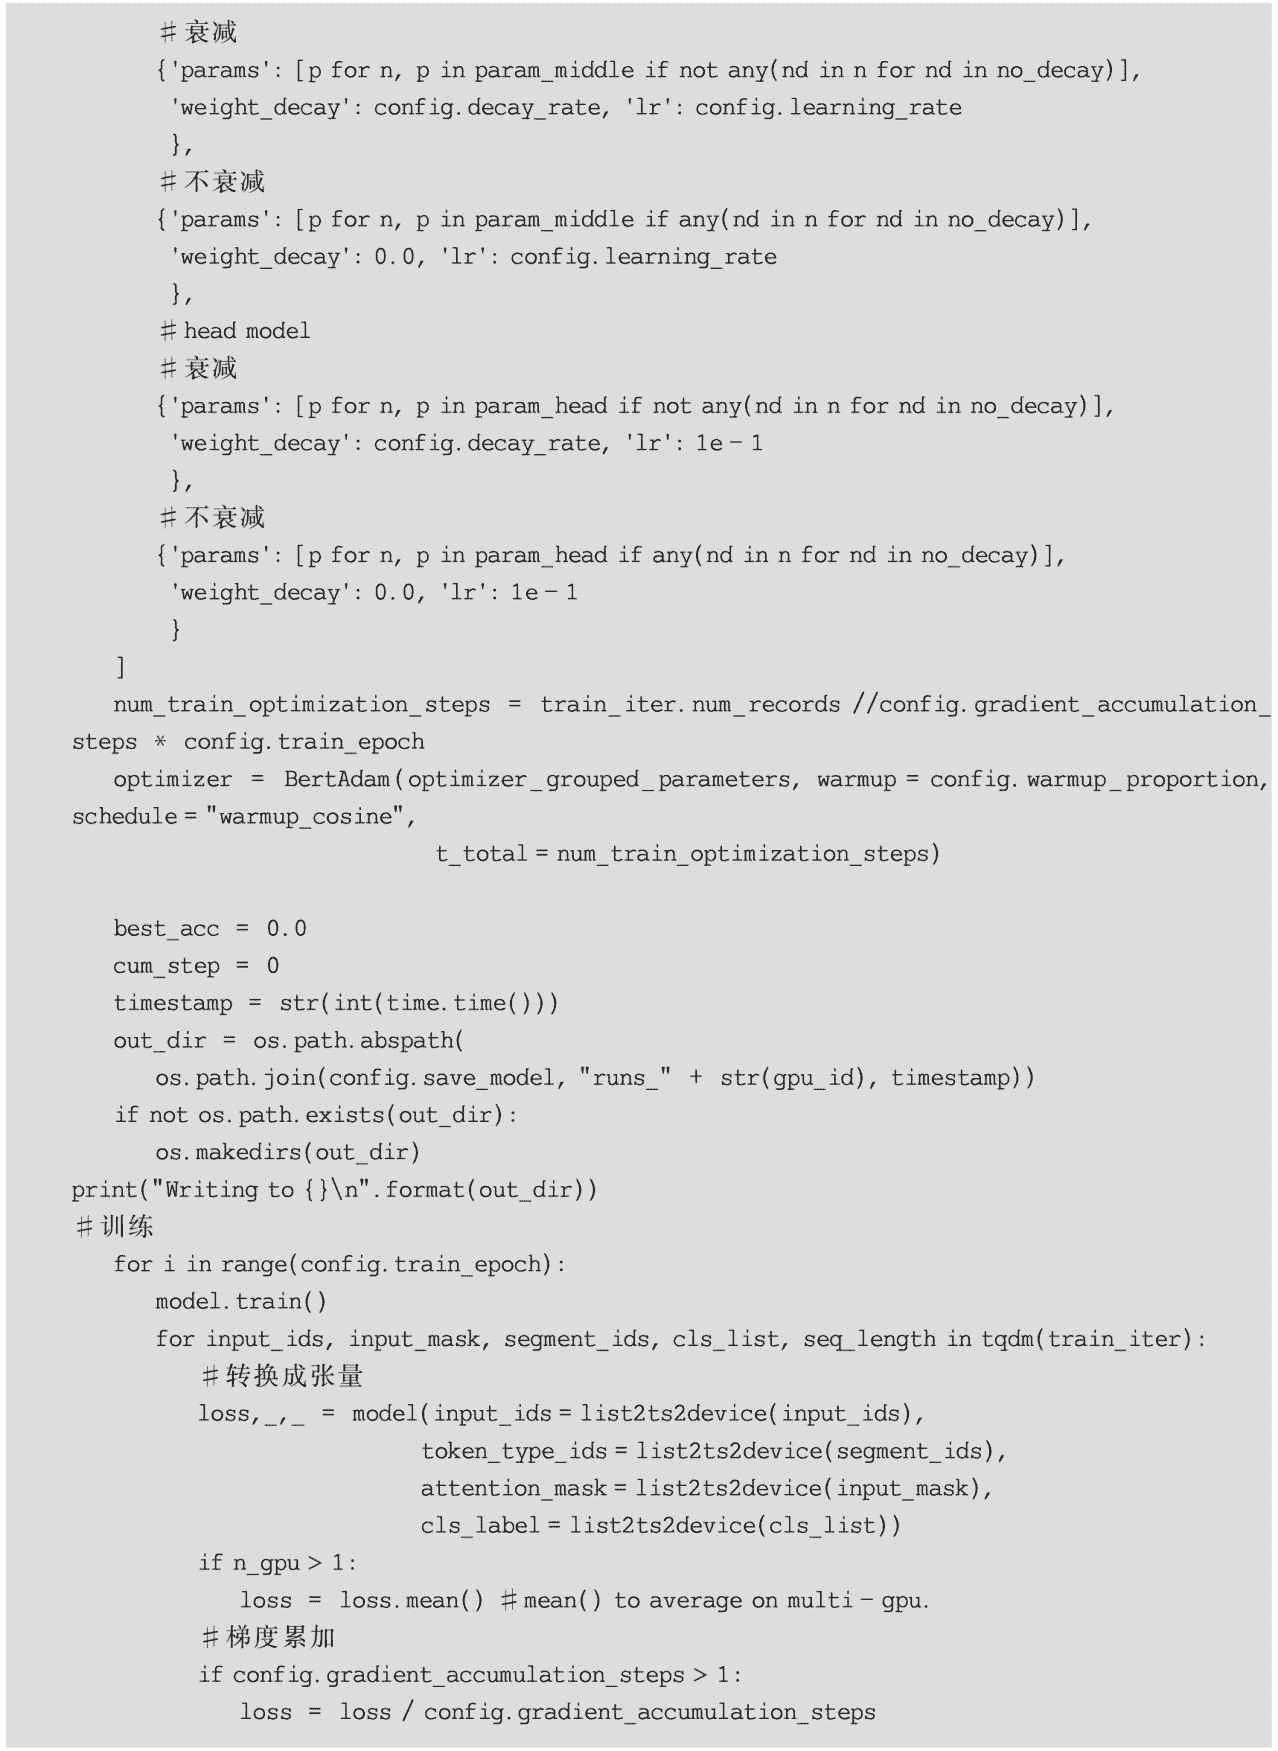 #衰减
{'params': [p for n, p in param_middle if not any(nd in n for nd in no_decay)],
'weight_decay': config.decay_rate, 'lr': config.learning_rate
},
#不衰减
{'params': [p for n, p in param_middle if any(nd in n for nd in no_decay)],
'weight_decay': 0.0, 'lr': config.learning_rate
},
#head model
#衰减
{'params': [p for n, p in param_head if not any(nd in n for nd in no_decay)],
'weight_decay': config.decay_rate, 'lr': 1e-1
},
#不衰减
{'params': [p for n, p in param_head if any(nd in n for nd in no_decay)],
'weight_decay': 0.0, 'lr': 1e-1
}
]
num_train_optimization_steps = train_iter.num_records //config.gradient_accumulation_
steps * config.train_epoch
optimizer = BertAdam(optimizer_grouped_parameters, warmup=config.warmup_proportion,
schedule="warmup_cosine",
t_total=num_train_optimization_steps)
best_acc = 0.0
cum_step = 0
timestamp = str(int(time.time()))
out_dir = os.path.abspath(
os.path.join(config.save_model, "runs_" + str(gpu_id), timestamp))
if not os.path.exists(out_dir):
os.makedirs(out_dir)
print("Writing to {}\n".format(out_dir))
#训练
for i in range(config.train_epoch):
model.train()
for input_ids, input_mask, segment_ids, cls_list, seq_length in tqdm(train_iter):
#转换成张量
loss,_,_ = model(input_ids=list2ts2device(input_ids),
token_type_ids=list2ts2device(segment_ids),
attention_mask=list2ts2device(input_mask),
cls_label=list2ts2device(cls_list))
if n_gpu > 1:
loss = loss.mean() #mean() to average on multi-gpu.
#梯度累加
if config.gradient_accumulation_steps > 1:
loss = loss / config.gradient_accumulation_steps